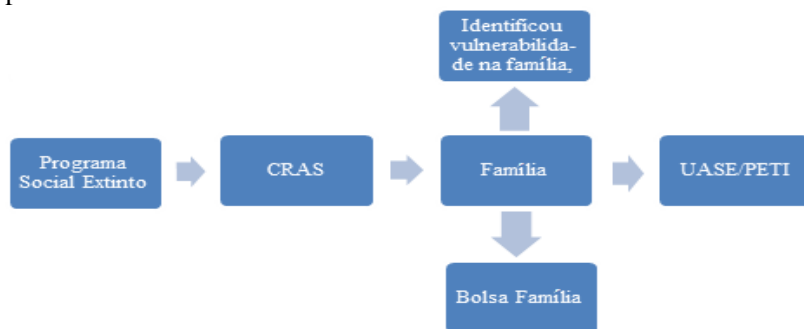 Identificou
vulnerabilida-
de na família,
Programa
Social Extinto
CRAS
Família
UASE/PETI
Bolsa Família